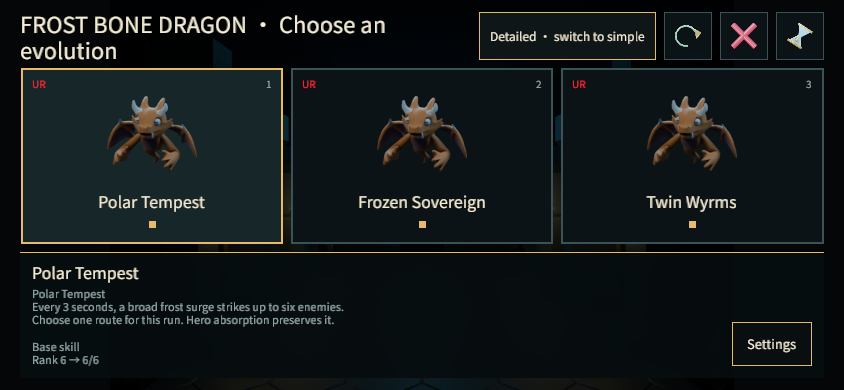 FROST BONE DRAGON • Choose an
evolution
Detailed • switch to simple
UR
1
Polar Tempest
UR
2
Frozen Sovereign
UR
3
Twin Wyrms
Polar Tempest
Polar Tempest
Every 3 seconds, a broad frost surge strikes up to six enemies.
Choose one route for this run. Hero absorption preserves it.
Base skill
Rank 6 → 6/6
Settings